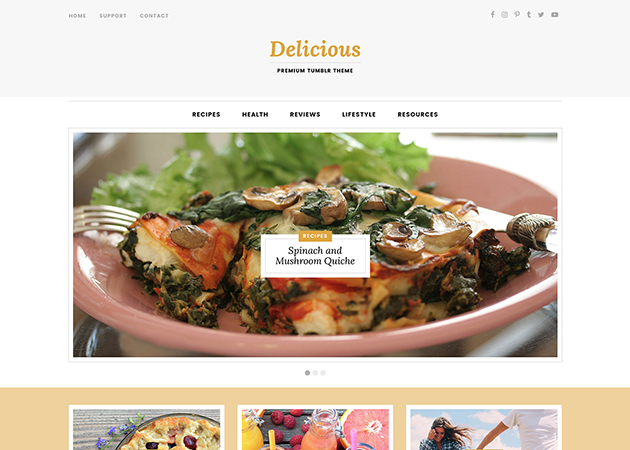 HOME SUPPORT CONTACT
Delicious
PREMIUM TUMBLR THEME
RECIPES HEALTH REVIEWS LIFESTYLE RESOURCES
RECIPES
Spinach and
Mushroom Quiche